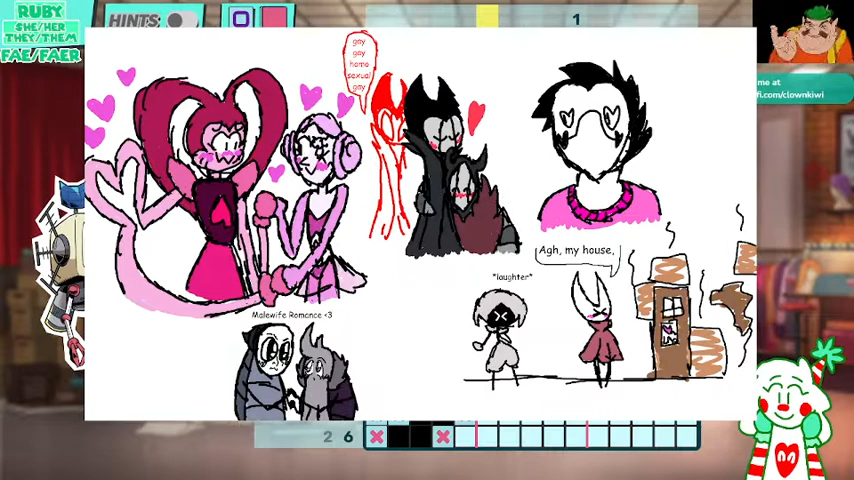 RUBY
SHE/HER
THEY/THEM
FAE/FAER
HINTS
1
me at
fi.com/clownkiwi
gay
gay
homo
sexual
gay
Agh, my house,
*laughter*
Malewife Romance <3
2 6